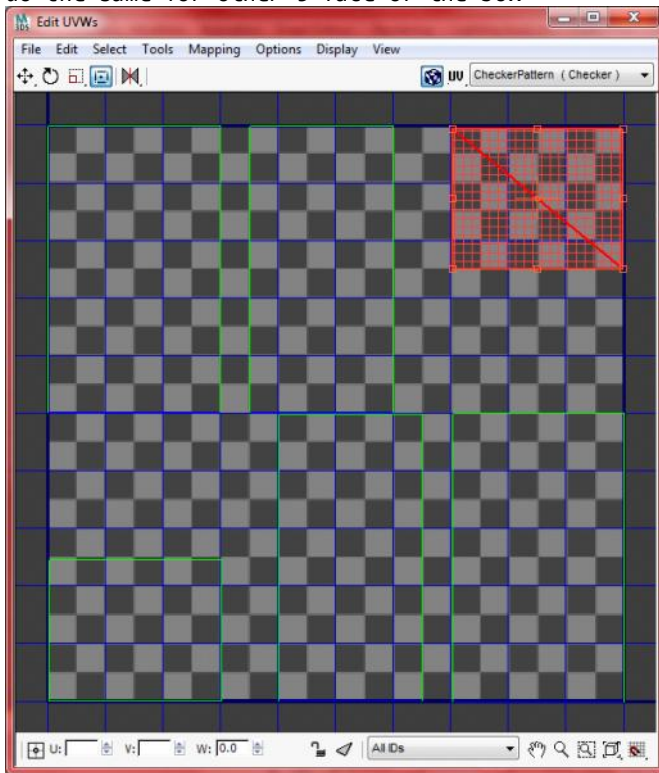 Edit UVWs
File Edit Select Tools Mapping Options Display View
UV CheckerPattern ( Checker )
U: V: W: 0.0 All IDs